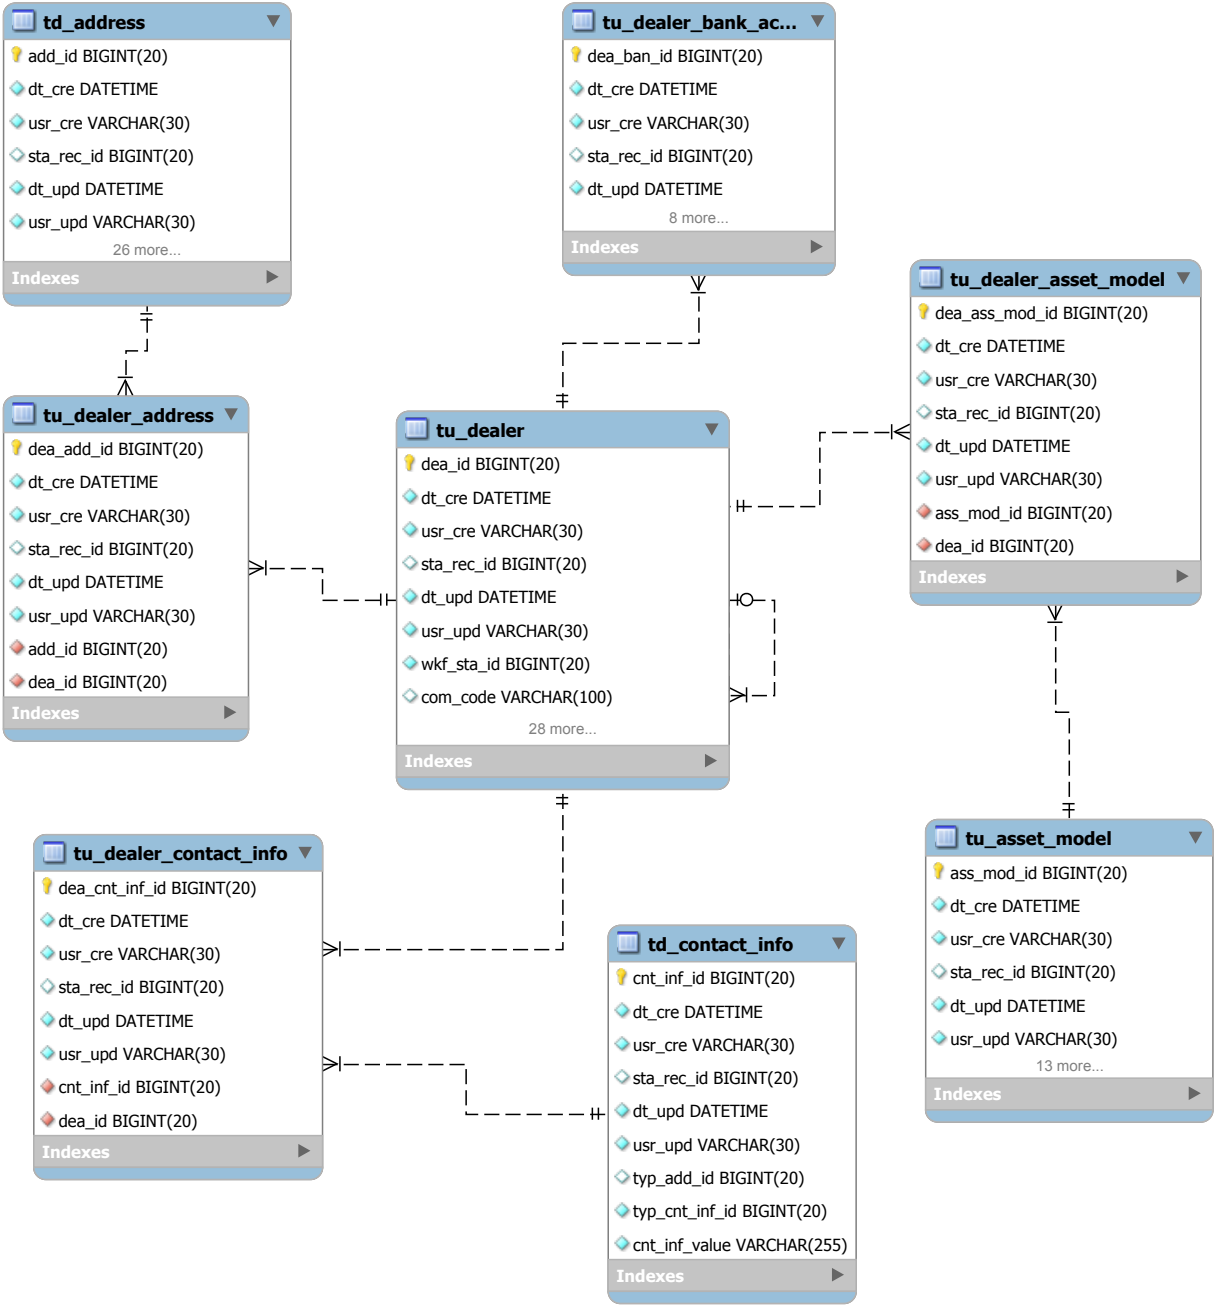 td_address
add_id BIGINT(20)
dt_cre DATETIME
usr_cre VARCHAR(30)
sta_rec_id BIGINT(20)
dt_upd DATETIME
usr_upd VARCHAR(30)
26 more...
Indexes
tu_dealer_bank_ac...
dea_ban_id BIGINT(20)
dt_cre DATETIME
usr_cre VARCHAR(30)
sta_rec_id BIGINT(20)
dt_upd DATETIME
8 more...
Indexes
tu_dealer_asset_model
dea_ass_mod_id BIGINT(20)
dt_cre DATETIME
usr_cre VARCHAR(30)
sta_rec_id BIGINT(20)
dt_upd DATETIME
usr_upd VARCHAR(30)
ass_mod_id BIGINT(20)
dea_id BIGINT(20)
Indexes
tu_dealer_address
dea_add_id BIGINT(20)
dt_cre DATETIME
usr_cre VARCHAR(30)
sta_rec_id BIGINT(20)
dt_upd DATETIME
usr_upd VARCHAR(30)
add_id BIGINT(20)
dea_id BIGINT(20)
Indexes
tu_dealer
dea_id BIGINT(20)
dt_cre DATETIME
usr_cre VARCHAR(30)
sta_rec_id BIGINT(20)
dt_upd DATETIME
usr_upd VARCHAR(30)
wkf_sta_id BIGINT(20)
com_code VARCHAR(100)
28 more...
Indexes
tu_dealer_contact_info
dea_cnt_inf_id BIGINT(20)
dt_cre DATETIME
usr_cre VARCHAR(30)
sta_rec_id BIGINT(20)
dt_upd DATETIME
usr_upd VARCHAR(30)
cnt_inf_id BIGINT(20)
dea_id BIGINT(20)
Indexes
td_contact_info
cnt_inf_id BIGINT(20)
dt_cre DATETIME
usr_cre VARCHAR(30)
sta_rec_id BIGINT(20)
dt_upd DATETIME
usr_upd VARCHAR(30)
typ_add_id BIGINT(20)
typ_cnt_inf_id BIGINT(20)
cnt_inf_value VARCHAR(255)
Indexes
tu_asset_model
ass_mod_id BIGINT(20)
dt_cre DATETIME
usr_cre VARCHAR(30)
sta_rec_id BIGINT(20)
dt_upd DATETIME
usr_upd VARCHAR(30)
13 more...
Indexes